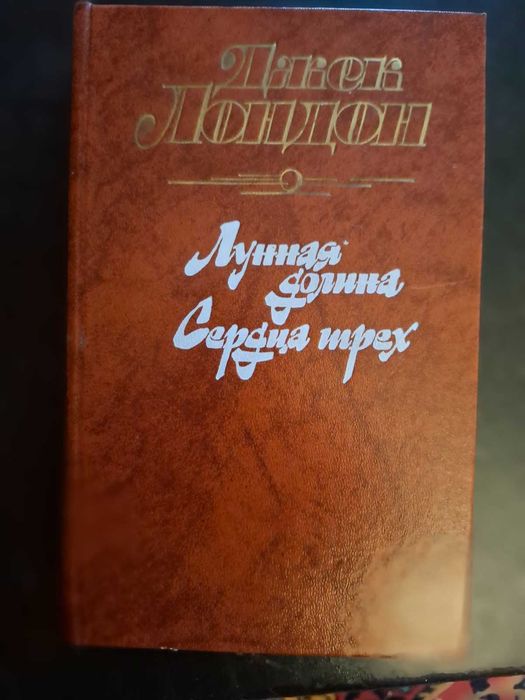 Джек
Лондон
Лунная
долина
Сердца трех